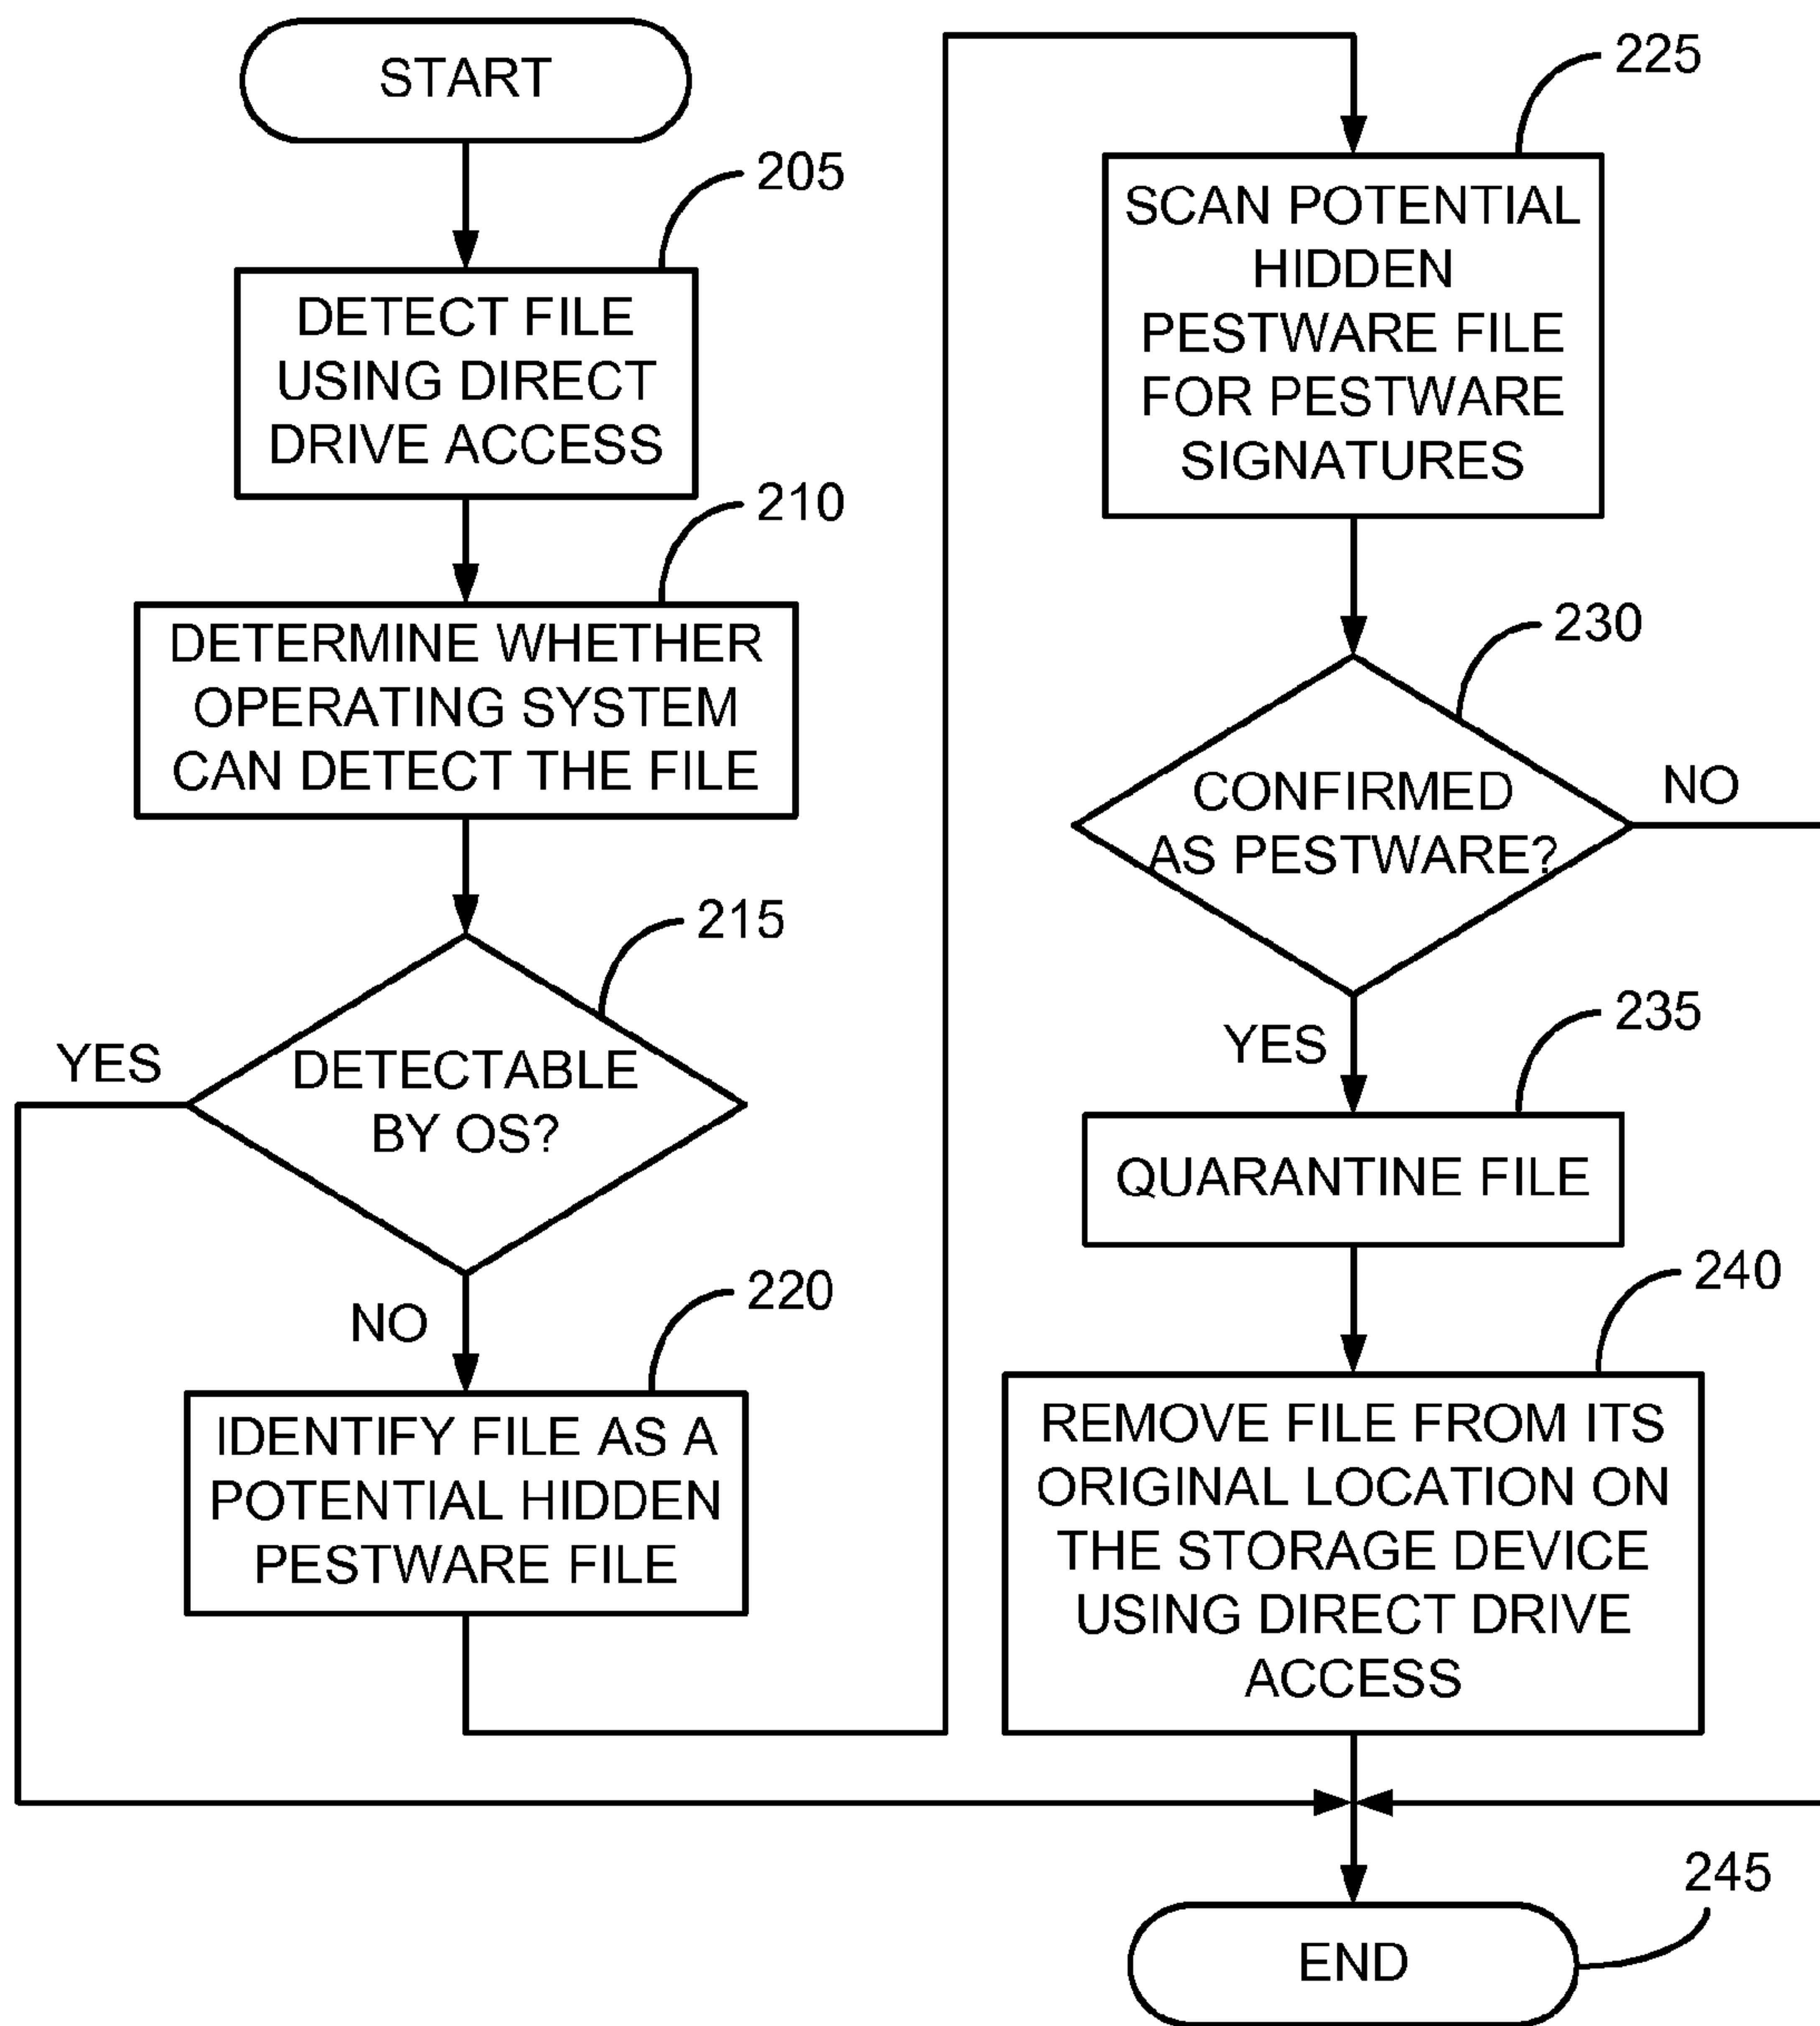 START
205
DETECT FILE
USING DIRECT
DRIVE ACCESS
210
DETERMINE WHETHER
OPERATING SYSTEM
CAN DETECT THE FILE
215
YES
DETECTABLE
BY OS?
NO
220
IDENTIFY FILE AS A
POTENTIAL HIDDEN
PESTWARE FILE
225
SCAN POTENTIAL
HIDDEN
PESTWARE FILE
FOR PESTWARE
SIGNATURES
230
CONFIRMED
AS PESTWARE?
NO
YES
235
QUARANTINE FILE
240
REMOVE FILE FROM ITS
ORIGINAL LOCATION ON
THE STORAGE DEVICE
USING DIRECT DRIVE
ACCESS
245
END